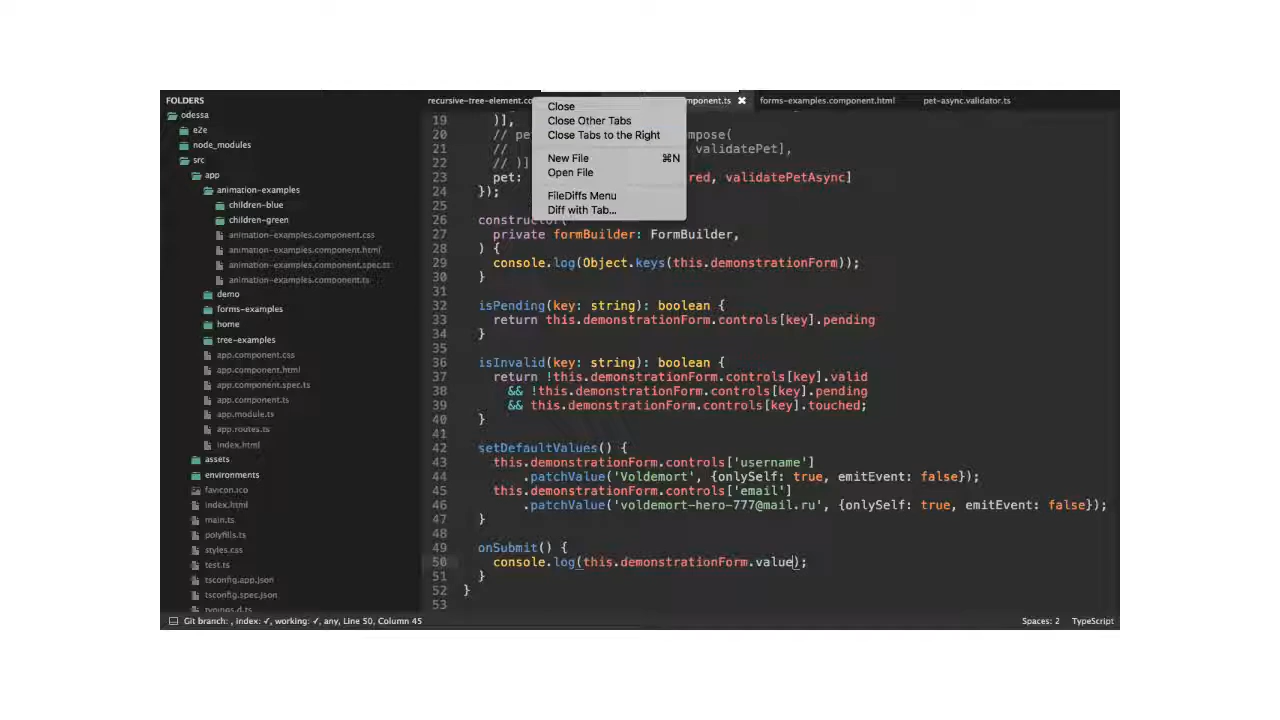 FOLDERS
odessa
e2e
node_modules
src
app
animation-examples
children-blue
children-green
animation-examples.component.css
animation-examples.component.html
animation-examples.component.spec.ts
animation-examples.component.ts
demo
forms-examples
home
tree-examples
app.component.css
app.component.html
app.component.spec.ts
app.component.ts
app.module.ts
app.routes.ts
index.html
assets
environments
favicon.ico
index.html
main.ts
polyfills.ts
styles.css
test.ts
tsconfig.app.json
tsconfig.spec.json
typings.d.ts
recursive-tree-element.co mponent.ts ✖ forms-examples.component.html pet-async.validator.ts
Close
Close Other Tabs
Close Tabs to the Right
New File ⌘N
Open File
FileDiffs Menu
Diff with Tab...
19 )],
20 // pe mpose(
21 // validatePet],
22 // )]
23 pet: red, validatePetAsync]
24 });
25
26 constructor(
27 private formBuilder: FormBuilder,
28 ) {
29 console.log(Object.keys(this.demonstrationForm));
30 }
31
32 isPending(key: string): boolean {
33 return this.demonstrationForm.controls[key].pending
34 }
35
36 isInvalid(key: string): boolean {
37 return !this.demonstrationForm.controls[key].valid
38 && !this.demonstrationForm.controls[key].pending
39 && this.demonstrationForm.controls[key].touched;
40 }
41
42 setDefaultValues() {
43 this.demonstrationForm.controls['username']
44 .patchValue('Voldemort', {onlySelf: true, emitEvent: false});
45 this.demonstrationForm.controls['email']
46 .patchValue('voldemort-hero-777@mail.ru', {onlySelf: true, emitEvent: false});
47 }
48
49 onSubmit() {
50 console.log(this.demonstrationForm.value);
51 }
52 }
53
Git branch: , index: ✓, working: ✓, any, Line 50, Column 45 Spaces: 2 TypeScript